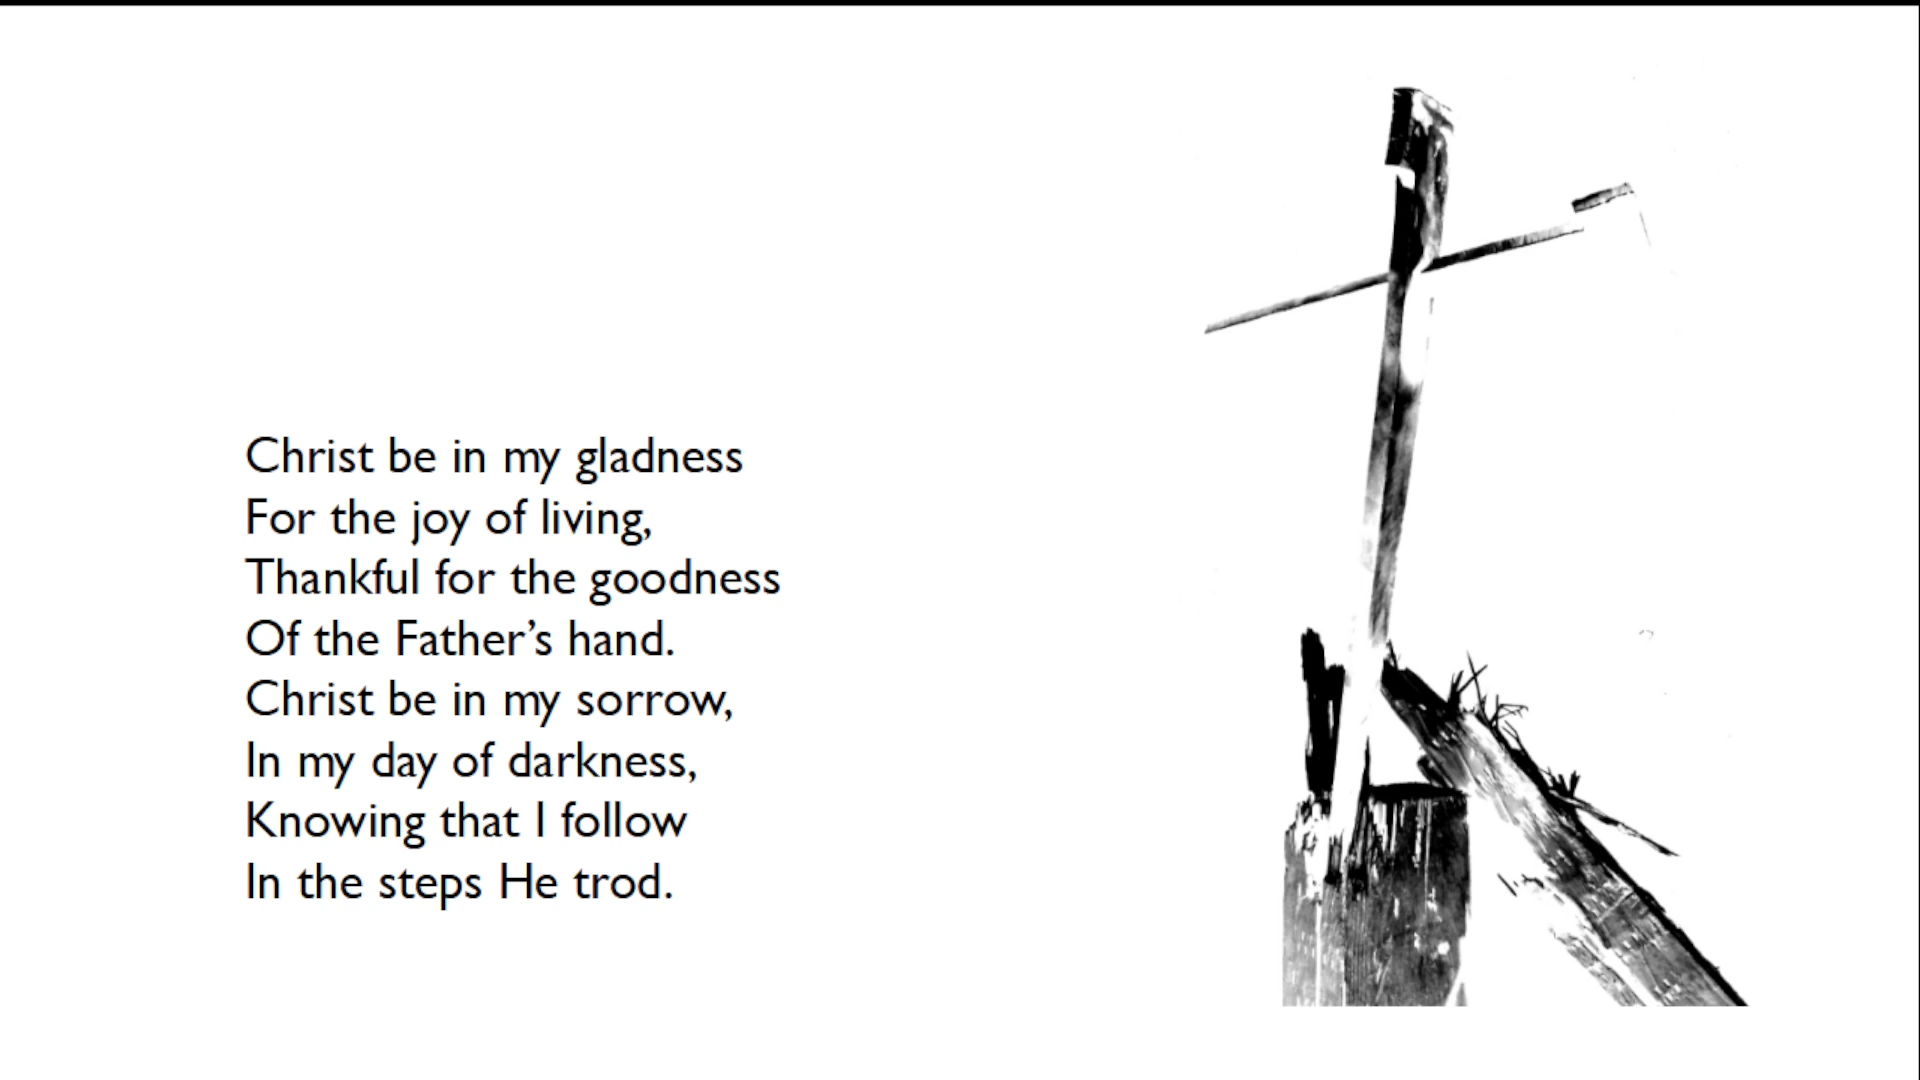 Christ be in my gladness
For the joy of living,
Thankful for the goodness
Of the Father’s hand.
Christ be in my sorrow,
In my day of darkness,
Knowing that I follow
In the steps He trod.